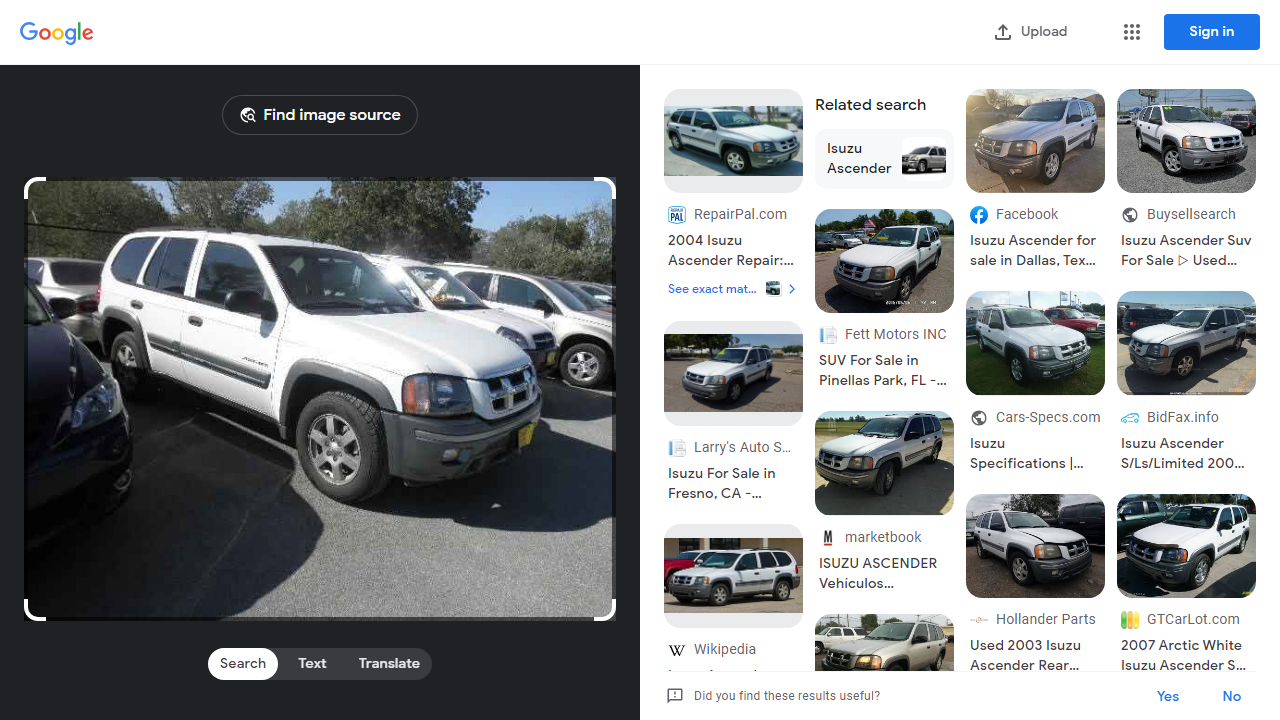 Google
Upload
Sign in
Find image source
Search
Text
Translate
RepairPal.com
2004 Isuzu
Ascender Repair:...
See exact mat...
Larry's Auto S...
Isuzu For Sale in
Fresno, CA -...
Wikipedia
Related search
Isuzu
Ascender
Fett Motors INC
SUV For Sale in
Pinellas Park, FL -...
marketbook
ISUZU ASCENDER
Vehículos...
Facebook
Isuzu Ascender for
sale in Dallas, Tex...
Cars-Specs.com
Isuzu
Specifications |...
Hollander Parts
Used 2003 Isuzu
Ascender Rear...
Buysellsearch
Isuzu Ascender Suv
For Sale ▷ Used...
BidFax.info
Isuzu Ascender
S/Ls/Limited 200...
GTCarLot.com
2007 Arctic White
Isuzu Ascender S...
Did you find these results useful?
Yes
No